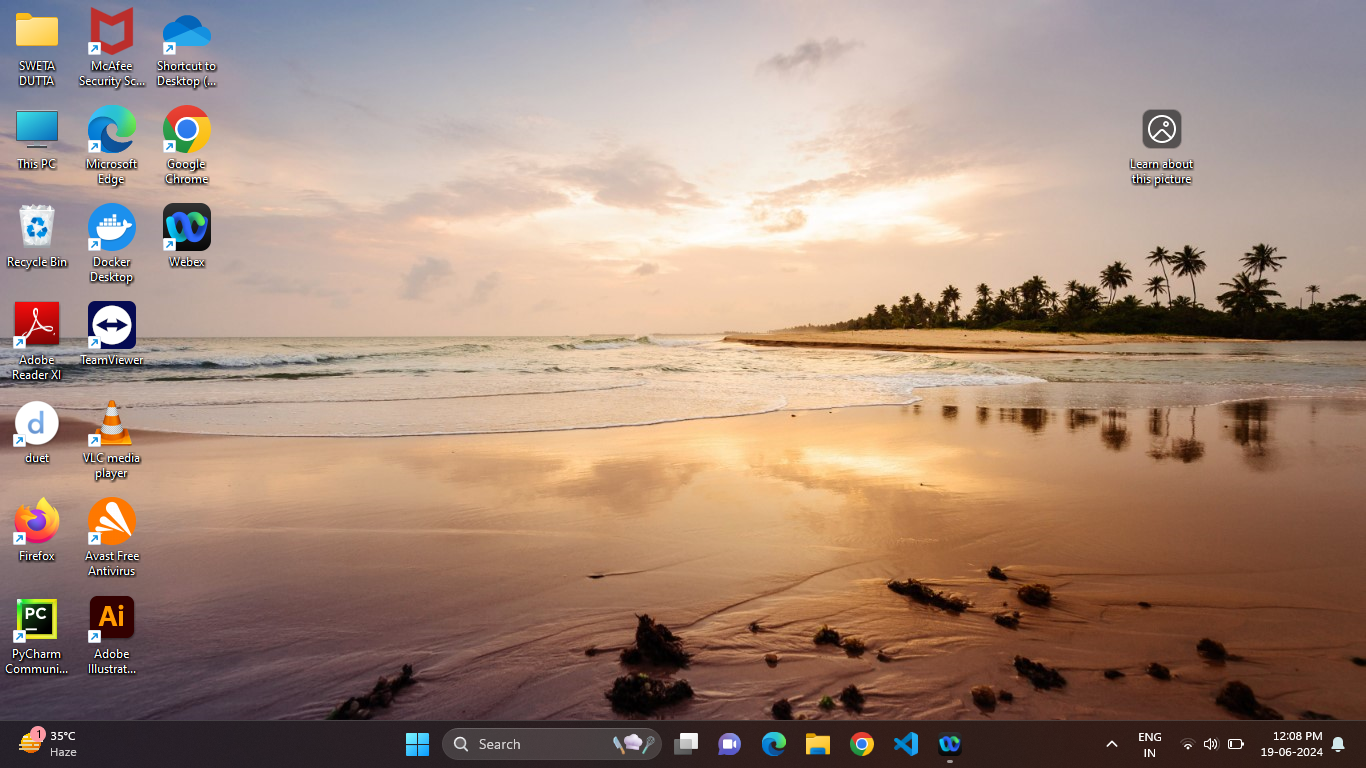 SWETA
DUTTA
McAfee
Security Sc...
Shortcut to
Desktop (...
This PC
Microsoft
Edge
Google
Chrome
Recycle Bin
Docker
Desktop
Webex
Adobe
Reader XI
TeamViewer
d
duet
VLC media
player
Firefox
Avast Free
Antivirus
PC
PyCharm
Communi...
Ai
Adobe
Illustrat...
Learn about
this picture
1
35°C
Haze
Search
ENG
IN
12:08 PM
19-06-2024